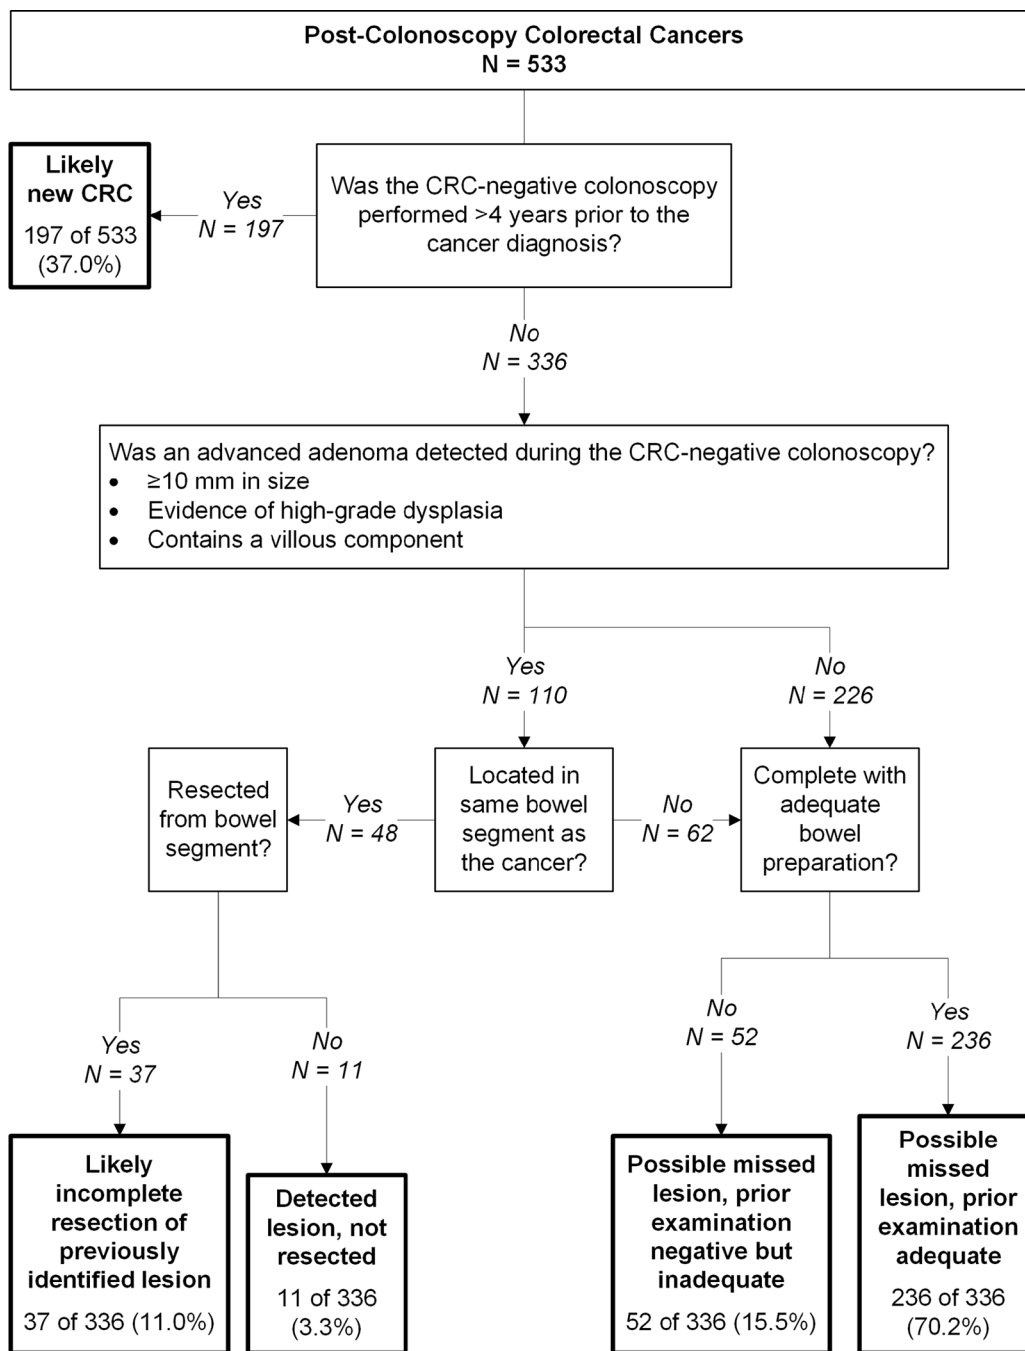 Post-Colonoscopy Colorectal Cancers
N = 533
Likely
new CRC
197 of 533
(37.0%)
Yes
N = 197
Was the CRC-negative colonoscopy
performed >4 years prior to the
cancer diagnosis?
No
N = 336
Was an advanced adenoma detected during the CRC-negative colonoscopy?
• ≥10 mm in size
• Evidence of high-grade dysplasia
• Contains a villous component
Yes
N = 110
No
N = 226
Resected
from bowel
segment?
Yes
N = 48
Located in
same bowel
segment as
the cancer?
No
N = 62
Complete with
adequate
bowel
preparation?
Yes
N = 37
No
N = 11
No
N = 52
Yes
N = 236
Likely
incomplete
resection of
previously
identified lesion
37 of 336 (11.0%)
Detected
lesion, not
resected
11 of 336
(3.3%)
Possible missed
lesion, prior
examination
negative but
inadequate
52 of 336 (15.5%)
Possible
missed
lesion, prior
examination
adequate
236 of 336
(70.2%)